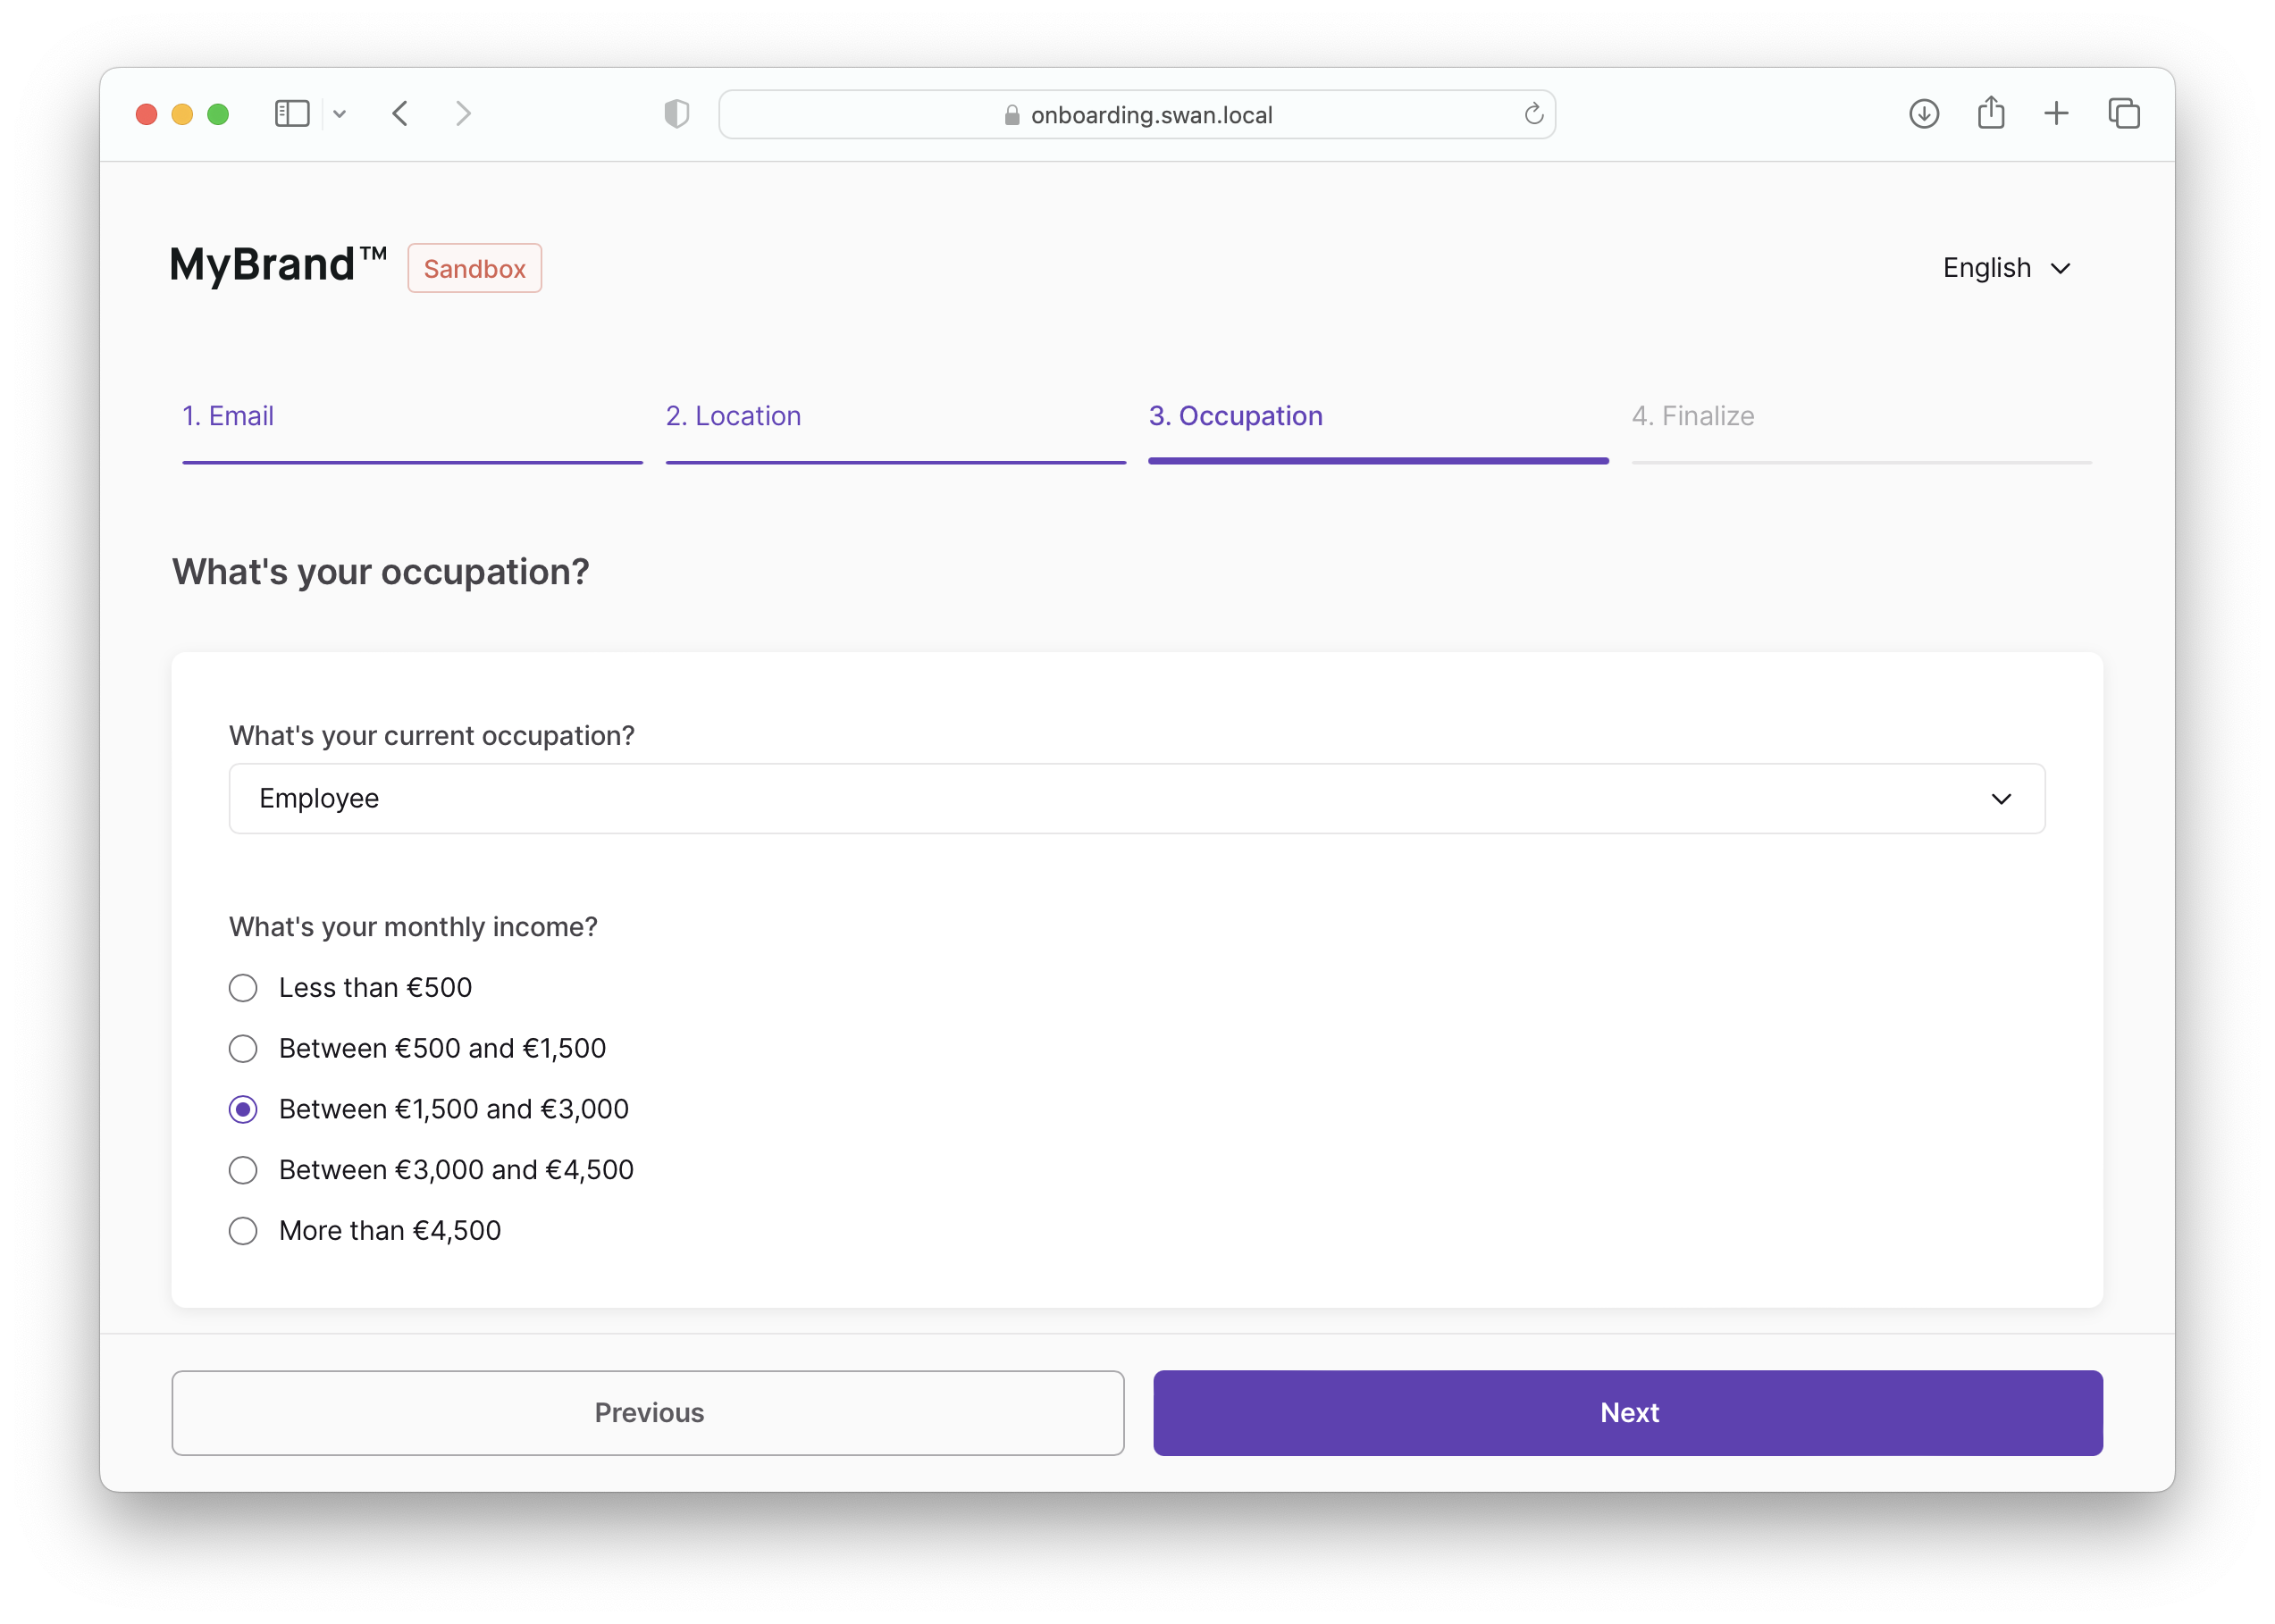 onboarding.swan.local
MyBrand™ Sandbox English
1. Email 2. Location 3. Occupation 4. Finalize
What's your occupation?
What's your current occupation?
Employee
What's your monthly income?
Less than €500
Between €500 and €1,500
Between €1,500 and €3,000
Between €3,000 and €4,500
More than €4,500
Previous Next